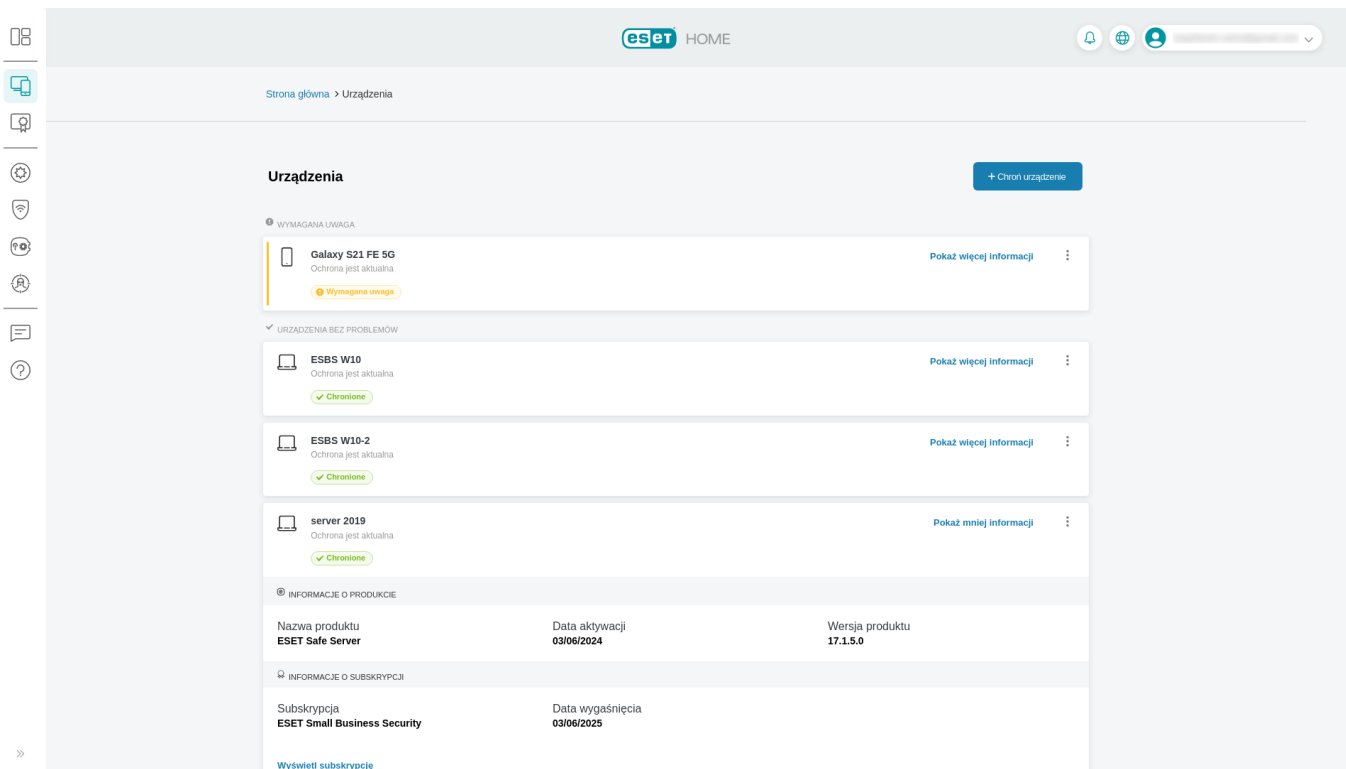 eset HOME
Strona główna > Urządzenia
Urządzenia
+ Chroń urządzenie
WYMAGANA UWAGA
Galaxy S21 FE 5G
Pokaż więcej informacji
Ochrona jest aktualna
Wymagana uwaga
URZĄDZENIA BEZ PROBLEMÓW
ESBS W10
Pokaż więcej informacji
Ochrona jest aktualna
Chronione
ESBS W10-2
Pokaż więcej informacji
Ochrona jest aktualna
Chronione
server 2019
Pokaż mniej informacji
Ochrona jest aktualna
Chronione
INFORMACJE O PRODUKCIE
Nazwa produktu Data aktywacji Wersja produktu
ESET Safe Server 03/06/2024 17.1.5.0
INFORMACJE O SUBSKRYPCJI
Subskrypcja Data wygaśnięcia
ESET Small Business Security 03/06/2025
Wyświetl subskrypcję